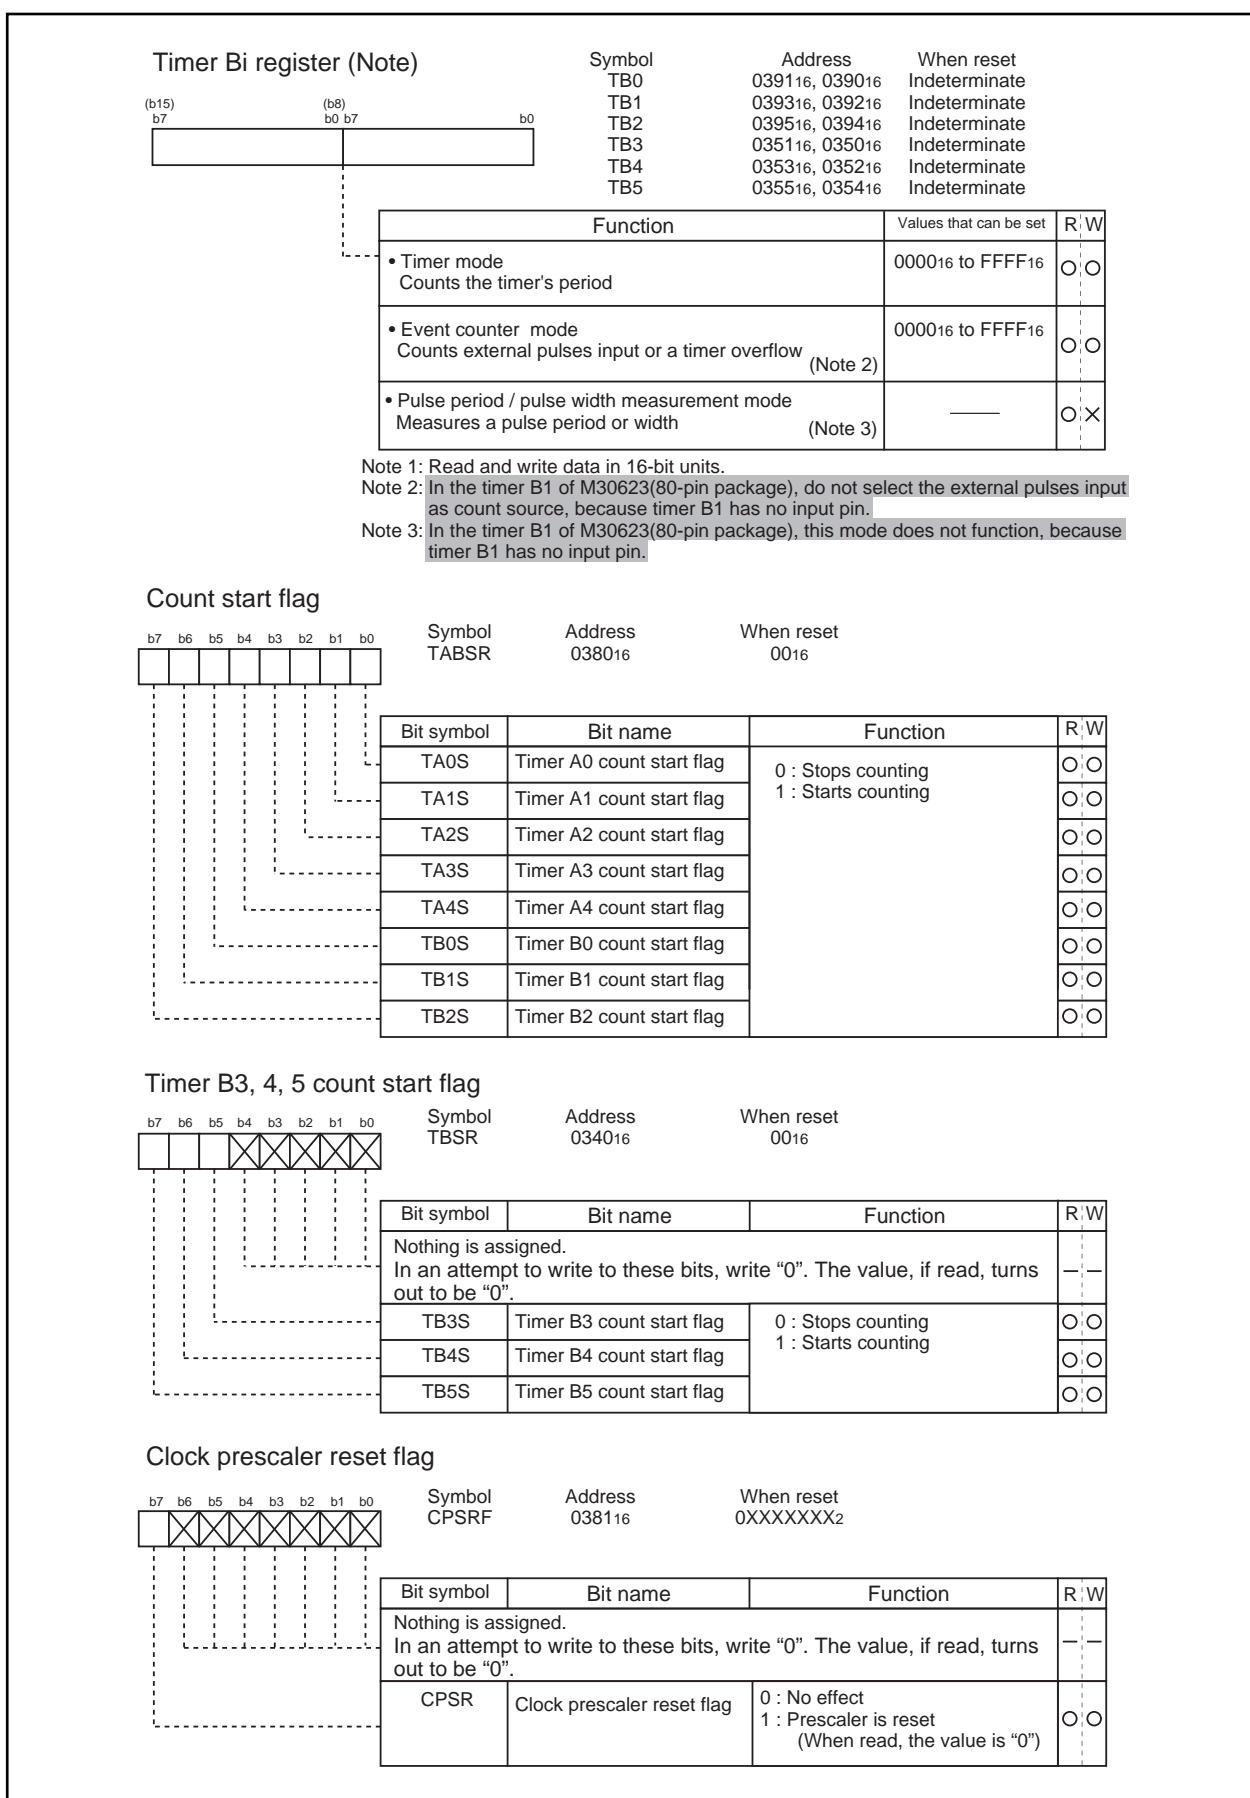 Timer Bi register (Note)
Symbol Address When reset
TB0 039116, 039016 Indeterminate
TB1 039316, 039216 Indeterminate
TB2 039516, 039416 Indeterminate
TB3 035116, 035016 Indeterminate
TB4 035316, 035216 Indeterminate
TB5 035516, 035416 Indeterminate
(b15) (b8)
b7 b0 b7 b0
Function Values that can be set R W
• Timer mode 000016 to FFFF16
Counts the timer's period
• Event counter mode 000016 to FFFF16
Counts external pulses input or a timer overflow
(Note 2)
• Pulse period / pulse width measurement mode
Measures a pulse period or width
(Note 3)
Note 1: Read and write data in 16-bit units.
Note 2: In the timer B1 of M30623(80-pin package), do not select the external pulses input
as count source, because timer B1 has no input pin.
Note 3: In the timer B1 of M30623(80-pin package), this mode does not function, because
timer B1 has no input pin.
Count start flag
Symbol Address When reset
TABSR 038016 0016
b7 b6 b5 b4 b3 b2 b1 b0
Bit symbol Bit name Function R W
TA0S Timer A0 count start flag 0 : Stops counting
TA1S Timer A1 count start flag 1 : Starts counting
TA2S Timer A2 count start flag
TA3S Timer A3 count start flag
TA4S Timer A4 count start flag
TB0S Timer B0 count start flag
TB1S Timer B1 count start flag
TB2S Timer B2 count start flag
Timer B3, 4, 5 count start flag
Symbol Address When reset
TBSR 034016 0016
b7 b6 b5 b4 b3 b2 b1 b0
Bit symbol Bit name Function R W
Nothing is assigned.
In an attempt to write to these bits, write “0”. The value, if read, turns
out to be “0”.
TB3S Timer B3 count start flag 0 : Stops counting
TB4S Timer B4 count start flag 1 : Starts counting
TB5S Timer B5 count start flag
Clock prescaler reset flag
Symbol Address When reset
CPSRF 038116 0XXXXXXX2
b7 b6 b5 b4 b3 b2 b1 b0
Bit symbol Bit name Function R W
Nothing is assigned.
In an attempt to write to these bits, write “0”. The value, if read, turns
out to be “0”.
CPSR Clock prescaler reset flag 0 : No effect
1 : Prescaler is reset
(When read, the value is “0”)